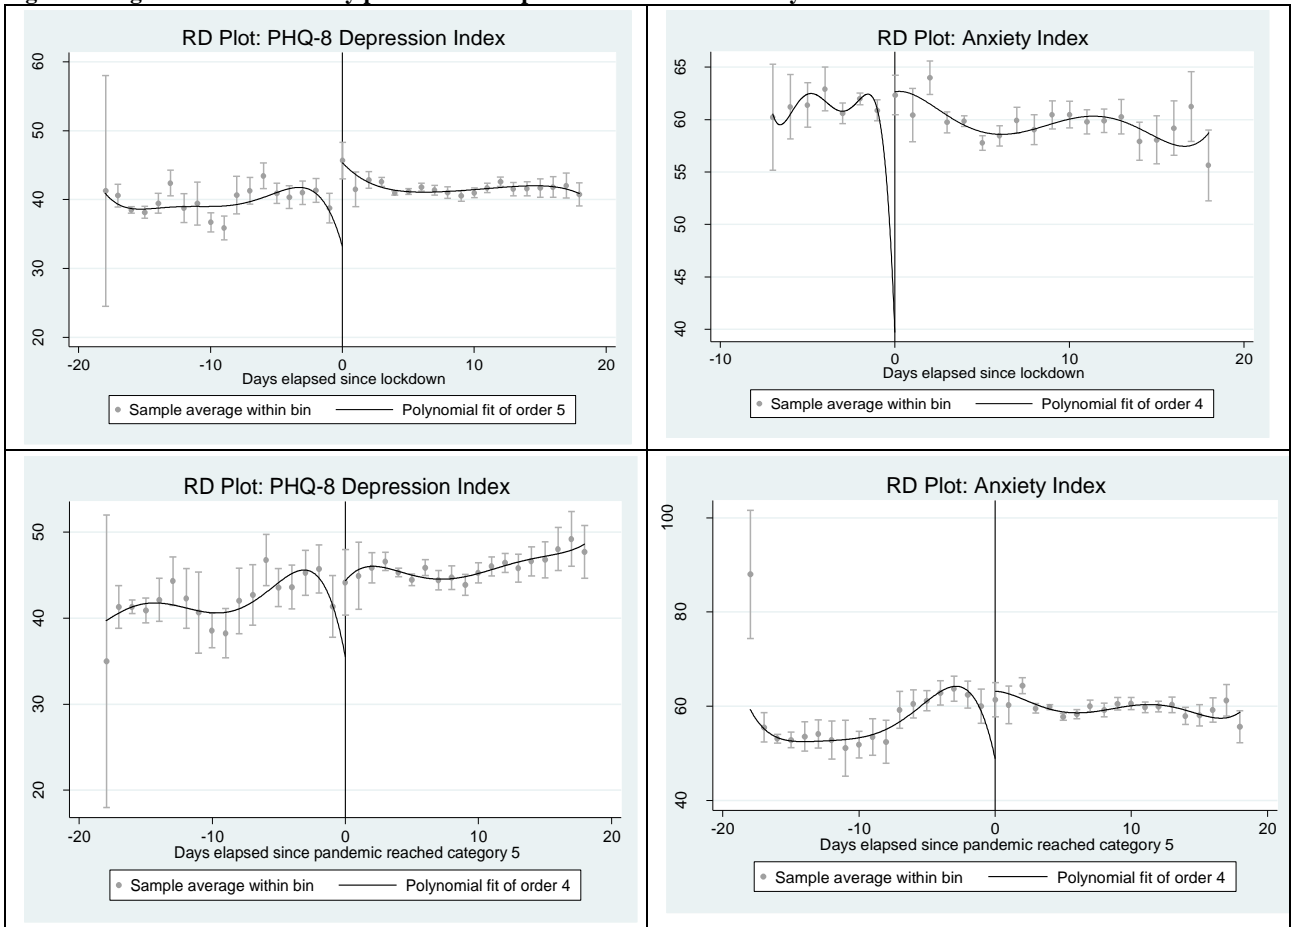 RD Plot: PHQ-8 Depression Index
60
50
40
30
20
-20 -10 0 10 20
Days elapsed since lockdown
Sample average within bin Polynomial fit of order 5
RD Plot: Anxiety Index
65
60
55
50
45
40
-10 0 10 20
Days elapsed since lockdown
Sample average within bin Polynomial fit of order 4
RD Plot: PHQ-8 Depression Index
50
40
30
20
-20 -10 0 10 20
Days elapsed since pandemic reached category 5
Sample average within bin Polynomial fit of order 4
RD Plot: Anxiety Index
100
80
60
40
-20 -10 0 10 20
Days elapsed since pandemic reached category 5
Sample average within bin Polynomial fit of order 4